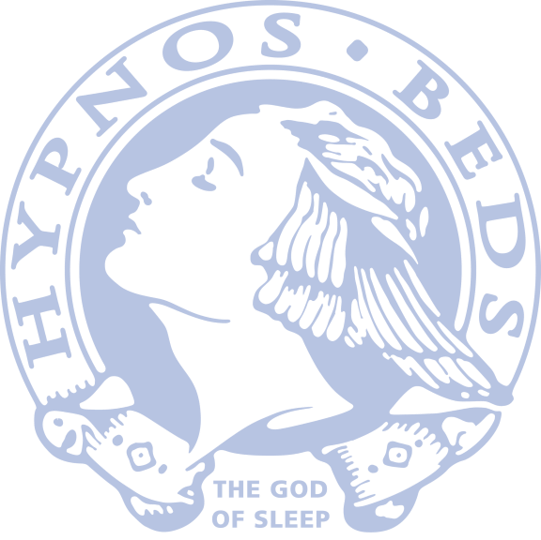 HYPNOS · BEDS
THE GOD
OF SLEEP